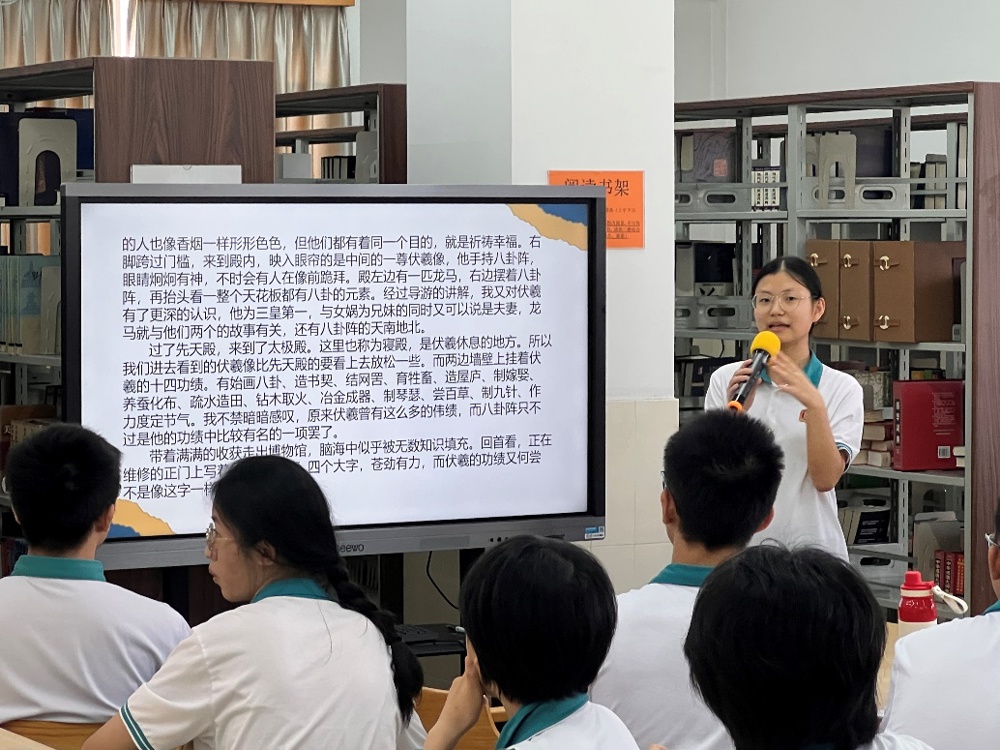 的人也像香烟一样形形色色，但他们都有着同一个目的，就是祈祷幸福。右
脚跨过门槛，来到殿内，映入眼帘的是中间的一尊伏羲像，他手持八卦阵，
眼睛炯炯有神，不时会有人在像前跪拜。殿左边有一匹龙马，右边摆着八卦
阵，再抬头看一整个天花板都有八卦的元素。经过导游的讲解，我又对伏羲
有了更深的认识，他为三皇第一，与女娲为兄妹的同时又可以说是夫妻，龙
马就与他们两个的故事有关，还有八卦阵的天南地北。
过了先天殿，来到了太极殿。这里也称为寝殿，是伏羲休息的地方。所以
我们进去看到的伏羲像比先天殿的要看上去放松一些。而两边墙壁上挂着伏
羲的十四功绩。有始画八卦、造书契、结网罟、育牲畜、造屋庐、制嫁娶、
养蚕化布、疏水造田、钻木取火、冶金成器、制琴瑟、尝百草、制九针、作
力度定节气。我不禁暗暗感叹，原来伏羲曾有这么多的伟绩，而八卦阵只不
过是他的功绩中比较有名的一项罢了。
带着满满的收获走出博物馆，脑海中似乎被无数知识填充。回首看，正在
维修的正门上写着 四个大字，苍劲有力，而伏羲的功绩又何尝
不是像这字一样
阅读书架
seewo